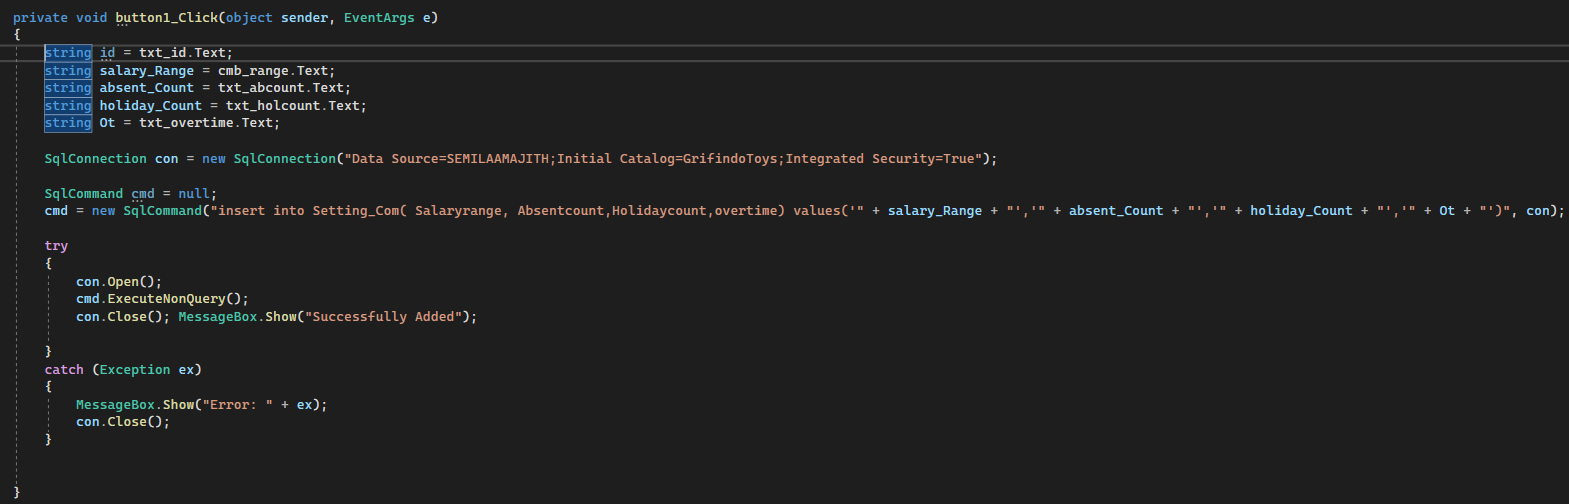 private void button1_Click(object sender, EventArgs e)
{
string id = txt_id.Text;
string salary_Range = cmb_range.Text;
string absent_Count = txt_abcount.Text;
string holiday_Count = txt_holcount.Text;
string Ot = txt_overtime.Text;
SqlConnection con = new SqlConnection("Data Source=SEMILAAMAJITH;Initial Catalog=GrifindoToys;Integrated Security=True");
SqlCommand cmd = null;
cmd = new SqlCommand("insert into Setting_Com( Salaryrange, Absentcount,Holidaycount,overtime) values('" + salary_Range + "','" + absent_Count + "','" + holiday_Count + "','" + Ot + "')", con);
try
{
con.Open();
cmd.ExecuteNonQuery();
con.Close(); MessageBox.Show("Successfully Added");
}
catch (Exception ex)
{
MessageBox.Show("Error: " + ex);
con.Close();
}
}